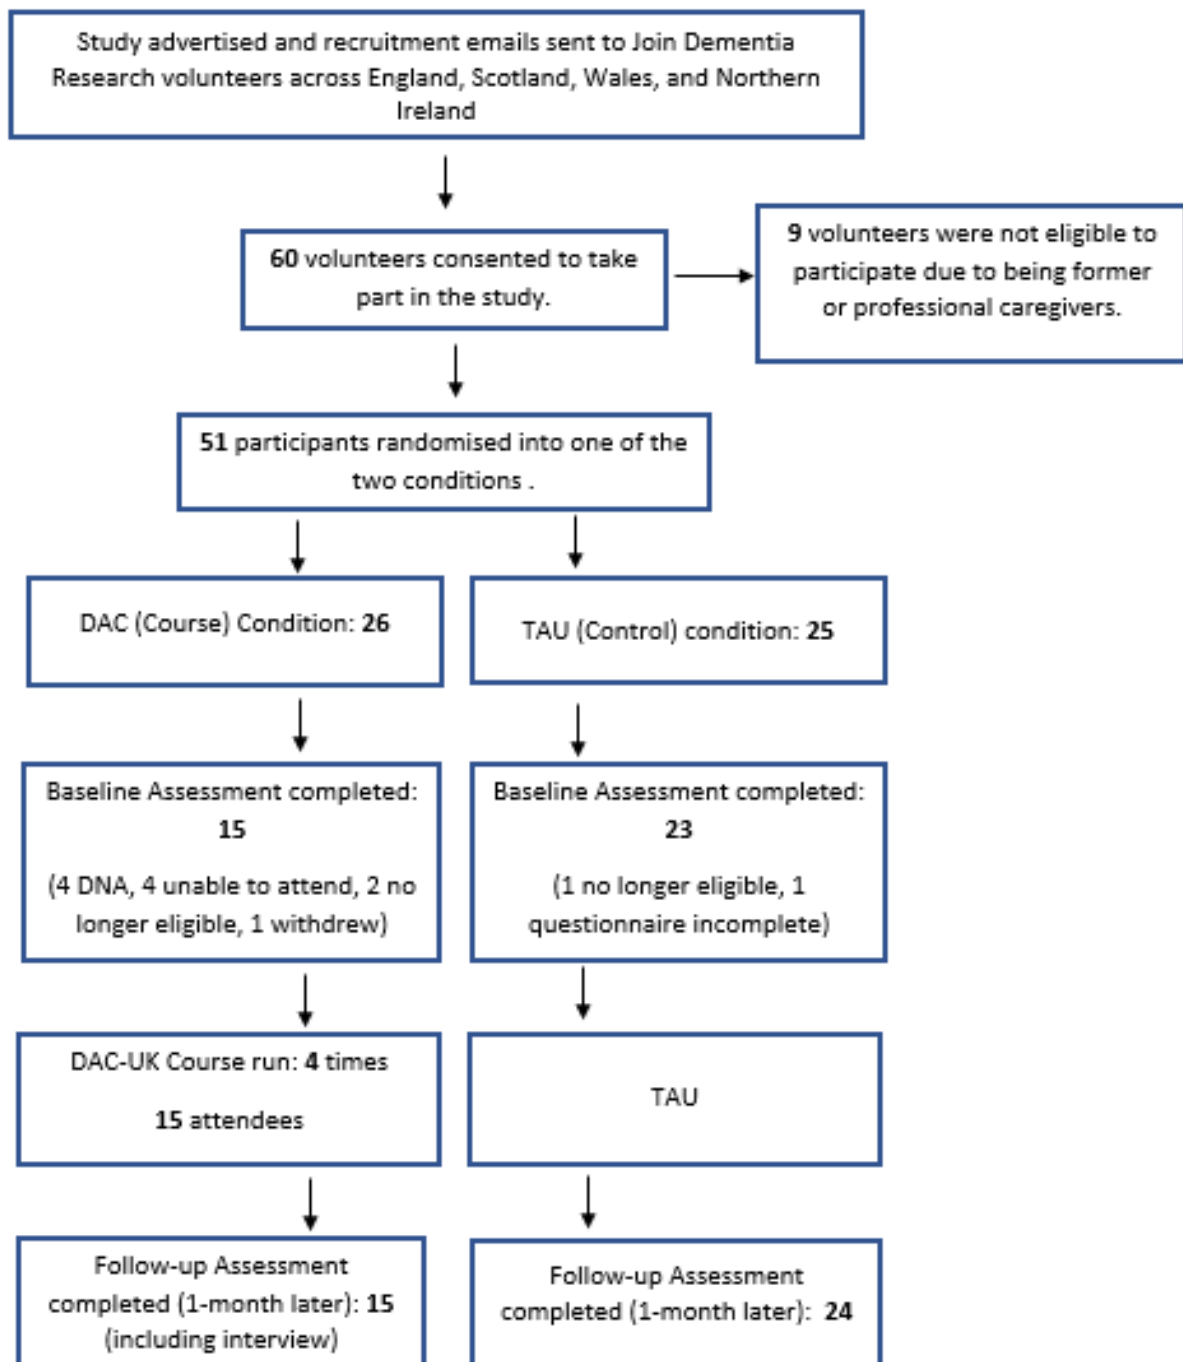 Study advertised and recruitment emails sent to Join Dementia
Research volunteers across England, Scotland, Wales, and Northern
Ireland
60 volunteers consented to take
part in the study.
9 volunteers were not eligible to
participate due to being former
or professional caregivers.
51 participants randomised into one of the
two conditions .
DAC (Course) Condition: 26
TAU (Control) condition: 25
Baseline Assessment completed:
15
(4 DNA, 4 unable to attend, 2 no
longer eligible, 1 withdrew)
Baseline Assessment completed:
23
(1 no longer eligible, 1
questionnaire incomplete)
DAC-UK Course run: 4 times
15 attendees
TAU
Follow-up Assessment
completed (1-month later): 15
(including interview)
Follow-up Assessment
completed (1-month later): 24